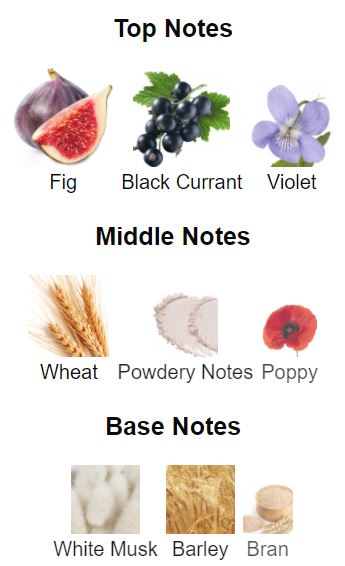 Top Notes
Fig Black Currant Violet
Middle Notes
Wheat Powdery Notes Poppy
Base Notes
White Musk Barley Bran